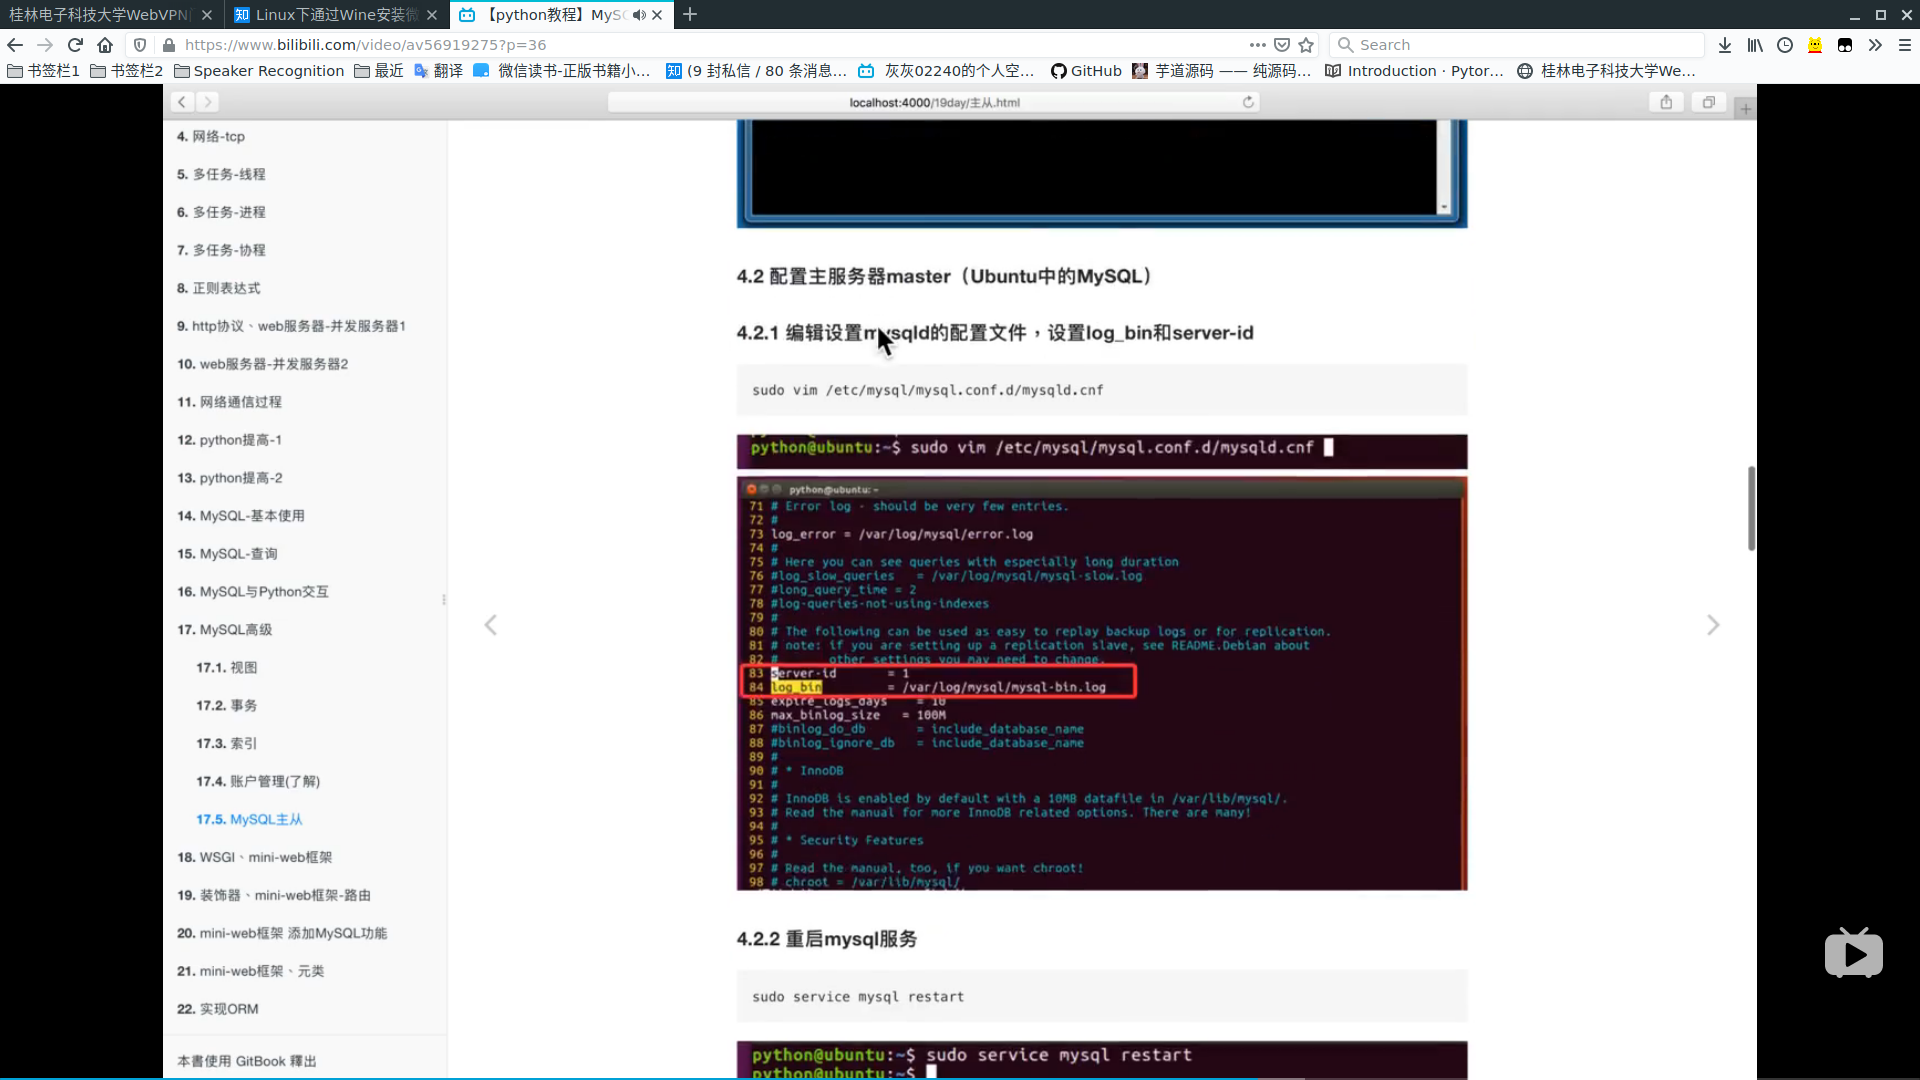 桂林电子科技大学WebVPN
Linux下通过Wine安装微
【python教程】MyS
https://www.bilibili.com/video/av56919275?p=36
Search
书签栏1
书签栏2
Speaker Recognition
最近
翻译
微信读书-正版书籍小...
(9 封私信 / 80 条消息...
灰灰02240的个人空...
GitHub
芋道源码 —— 纯源码...
Introduction · Pytor...
桂林电子科技大学We...
localhost:4000/19day/主从.html
4. 网络-tcp
5. 多任务-线程
6. 多任务-进程
7. 多任务-协程
8. 正则表达式
9. http协议、web服务器-并发服务器1
10. web服务器-并发服务器2
11. 网络通信过程
12. python提高-1
13. python提高-2
14. MySQL-基本使用
15. MySQL-查询
16. MySQL与Python交互
17. MySQL高级
17.1. 视图
17.2. 事务
17.3. 索引
17.4. 账户管理(了解)
17.5. MySQL主从
18. WSGI、mini-web框架
19. 装饰器、mini-web框架-路由
20. mini-web框架 添加MySQL功能
21. mini-web框架、元类
22. 实现ORM
本書使用 GitBook 釋出
4.2 配置主服务器master（Ubuntu中的MySQL）
4.2.1 编辑设置mysqld的配置文件，设置log_bin和server-id
sudo vim /etc/mysql/mysql.conf.d/mysqld.cnf
python@ubuntu:~$ sudo vim /etc/mysql/mysql.conf.d/mysqld.cnf
python@ubuntu: ~
71 # Error log - should be very few entries.
72 #
73 log_error = /var/log/mysql/error.log
74 #
75 # Here you can see queries with especially long duration
76 #log_slow_queries = /var/log/mysql/mysql-slow.log
77 #long_query_time = 2
78 #log-queries-not-using-indexes
79 #
80 # The following can be used as easy to replay backup logs or for replication.
81 # note: if you are setting up a replication slave, see README.Debian about
82 # other settings you may need to change.
83 server-id = 1
84 log_bin = /var/log/mysql/mysql-bin.log
85 expire_logs_days = 10
86 max_binlog_size = 100M
87 #binlog_do_db = include_database_name
88 #binlog_ignore_db = include_database_name
89 #
90 # * InnoDB
91 #
92 # InnoDB is enabled by default with a 10MB datafile in /var/lib/mysql/.
93 # Read the manual for more InnoDB related options. There are many!
94 #
95 # * Security Features
96 #
97 # Read the manual, too, if you want chroot!
98 # chroot = /var/lib/mysql/
4.2.2 重启mysql服务
sudo service mysql restart
python@ubuntu:~$ sudo service mysql restart
python@ubuntu:~$